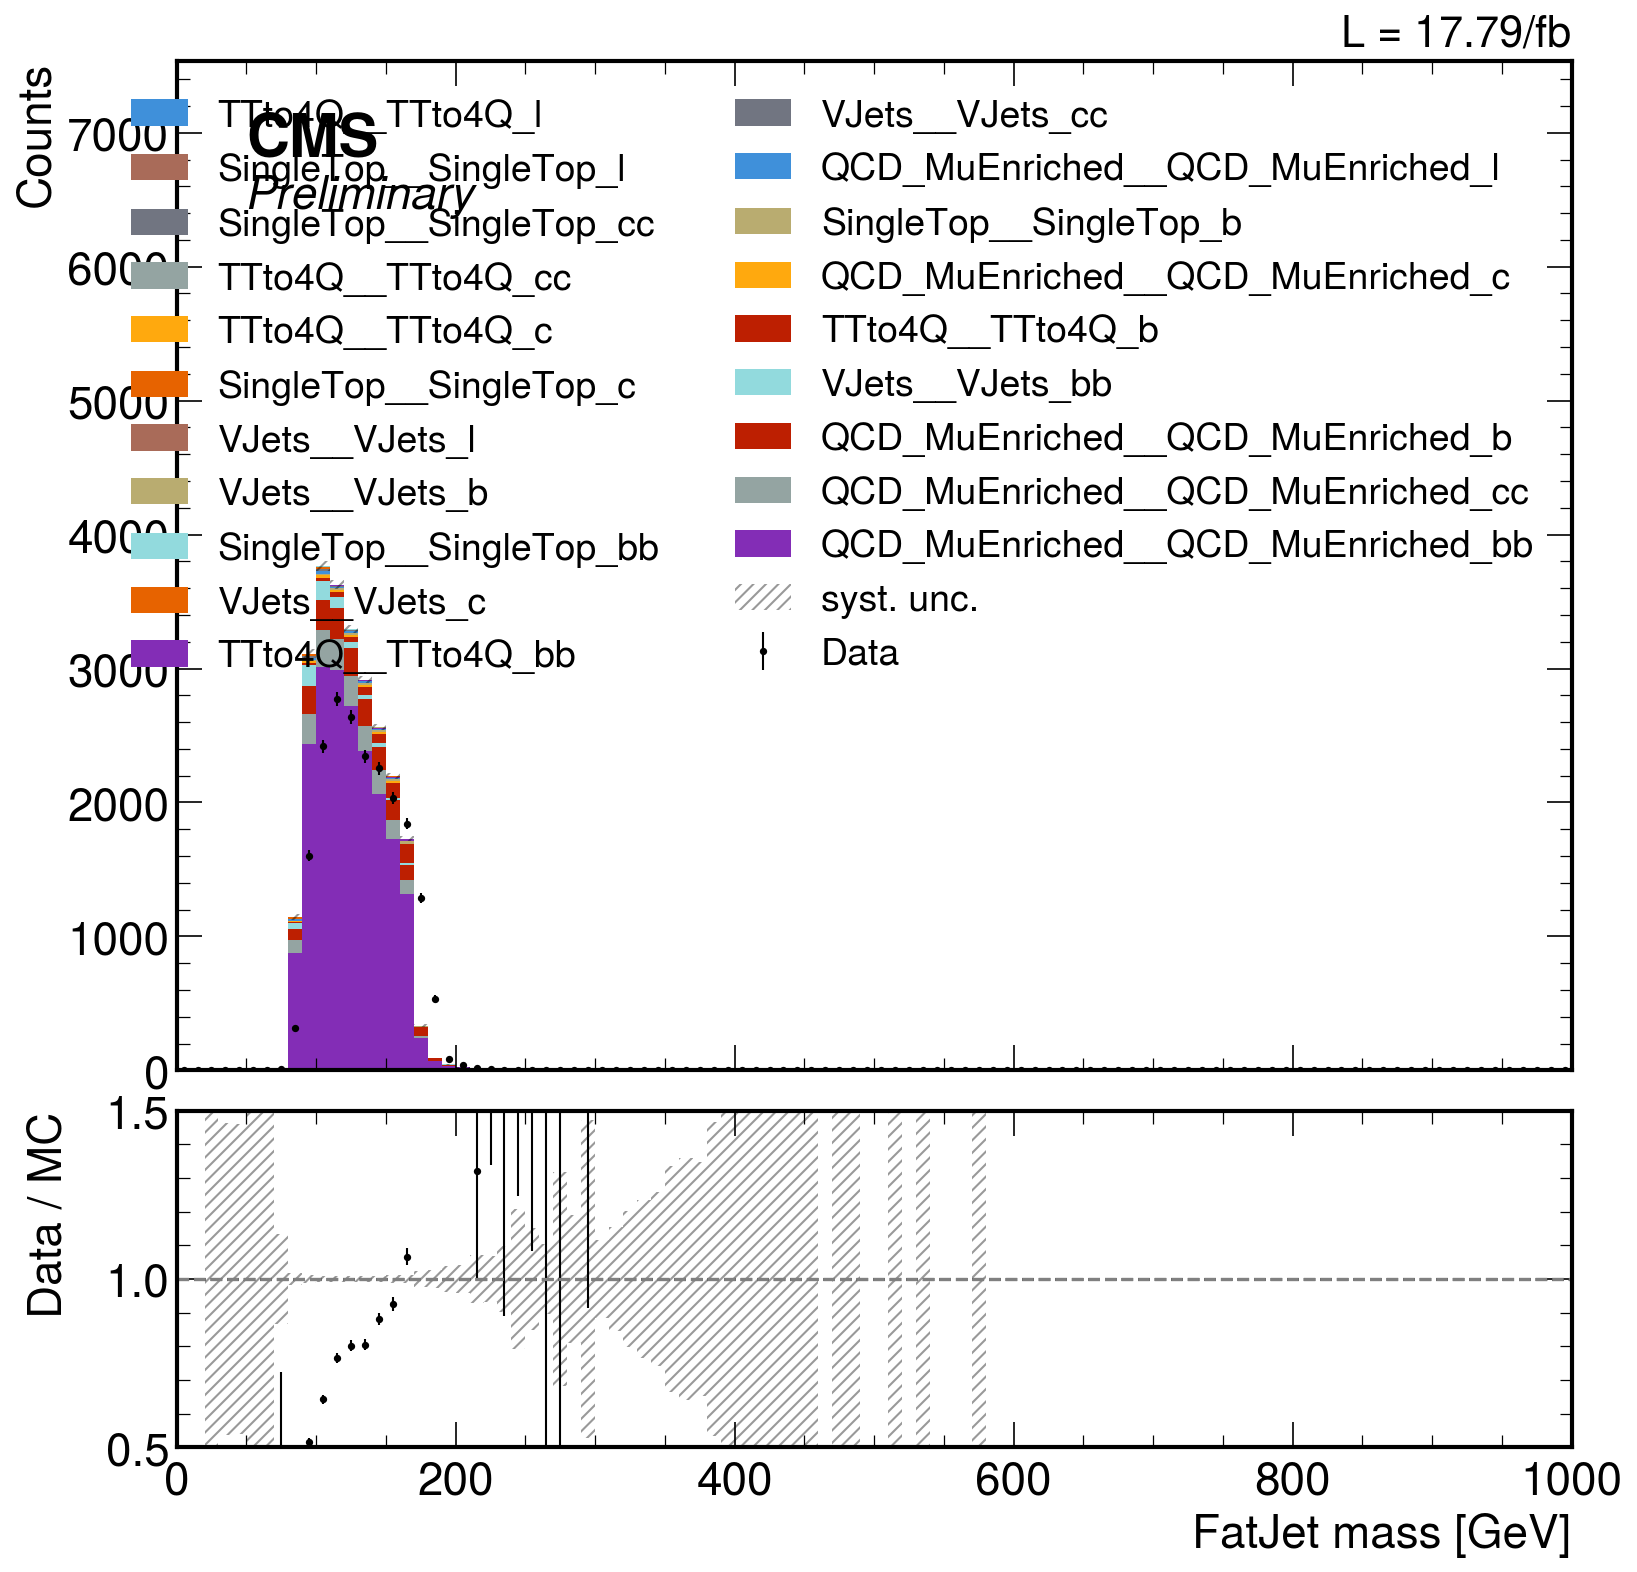 L = 17.79/fb
Counts
CMS
Preliminary
TTto4Q__TTto4Q_l
SingleTop__SingleTop_l
SingleTop__SingleTop_cc
TTto4Q__TTto4Q_cc
TTto4Q__TTto4Q_c
SingleTop__SingleTop_c
VJets__VJets_l
VJets__VJets_b
SingleTop__SingleTop_bb
VJets__VJets_c
TTto4Q__TTto4Q_bb
VJets__VJets_cc
QCD_MuEnriched__QCD_MuEnriched_l
SingleTop__SingleTop_b
QCD_MuEnriched__QCD_MuEnriched_c
TTto4Q__TTto4Q_b
VJets__VJets_bb
QCD_MuEnriched__QCD_MuEnriched_b
QCD_MuEnriched__QCD_MuEnriched_cc
QCD_MuEnriched__QCD_MuEnriched_bb
syst. unc.
Data
7000
6000
5000
4000
3000
2000
1000
0
Data / MC
1.5
1.0
0.5
0 200 400 600 800 1000
FatJet mass [GeV]